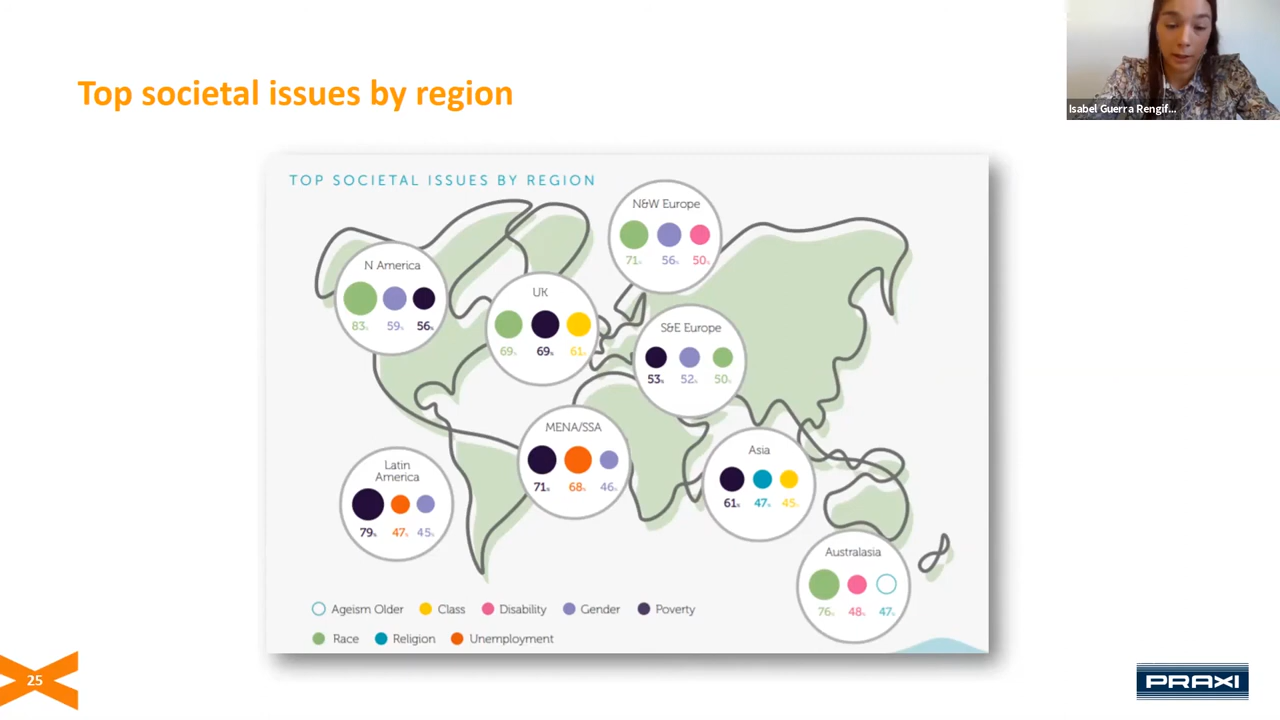 Isabel Guerra Rengif...
Top societal issues by region
TOP SOCIETAL ISSUES BY REGION
N&W Europe
71% 56% 50%
N America
83% 59% 56%
UK
69% 69% 61%
S&E Europe
53% 52% 50%
MENA/SSA
71% 68% 46%
Asia
61% 47% 45%
Latin
America
79% 47% 45%
Australasia
76% 48% 47%
Ageism Older Class Disability Gender Poverty
Race Religion Unemployment
25
PRAXI